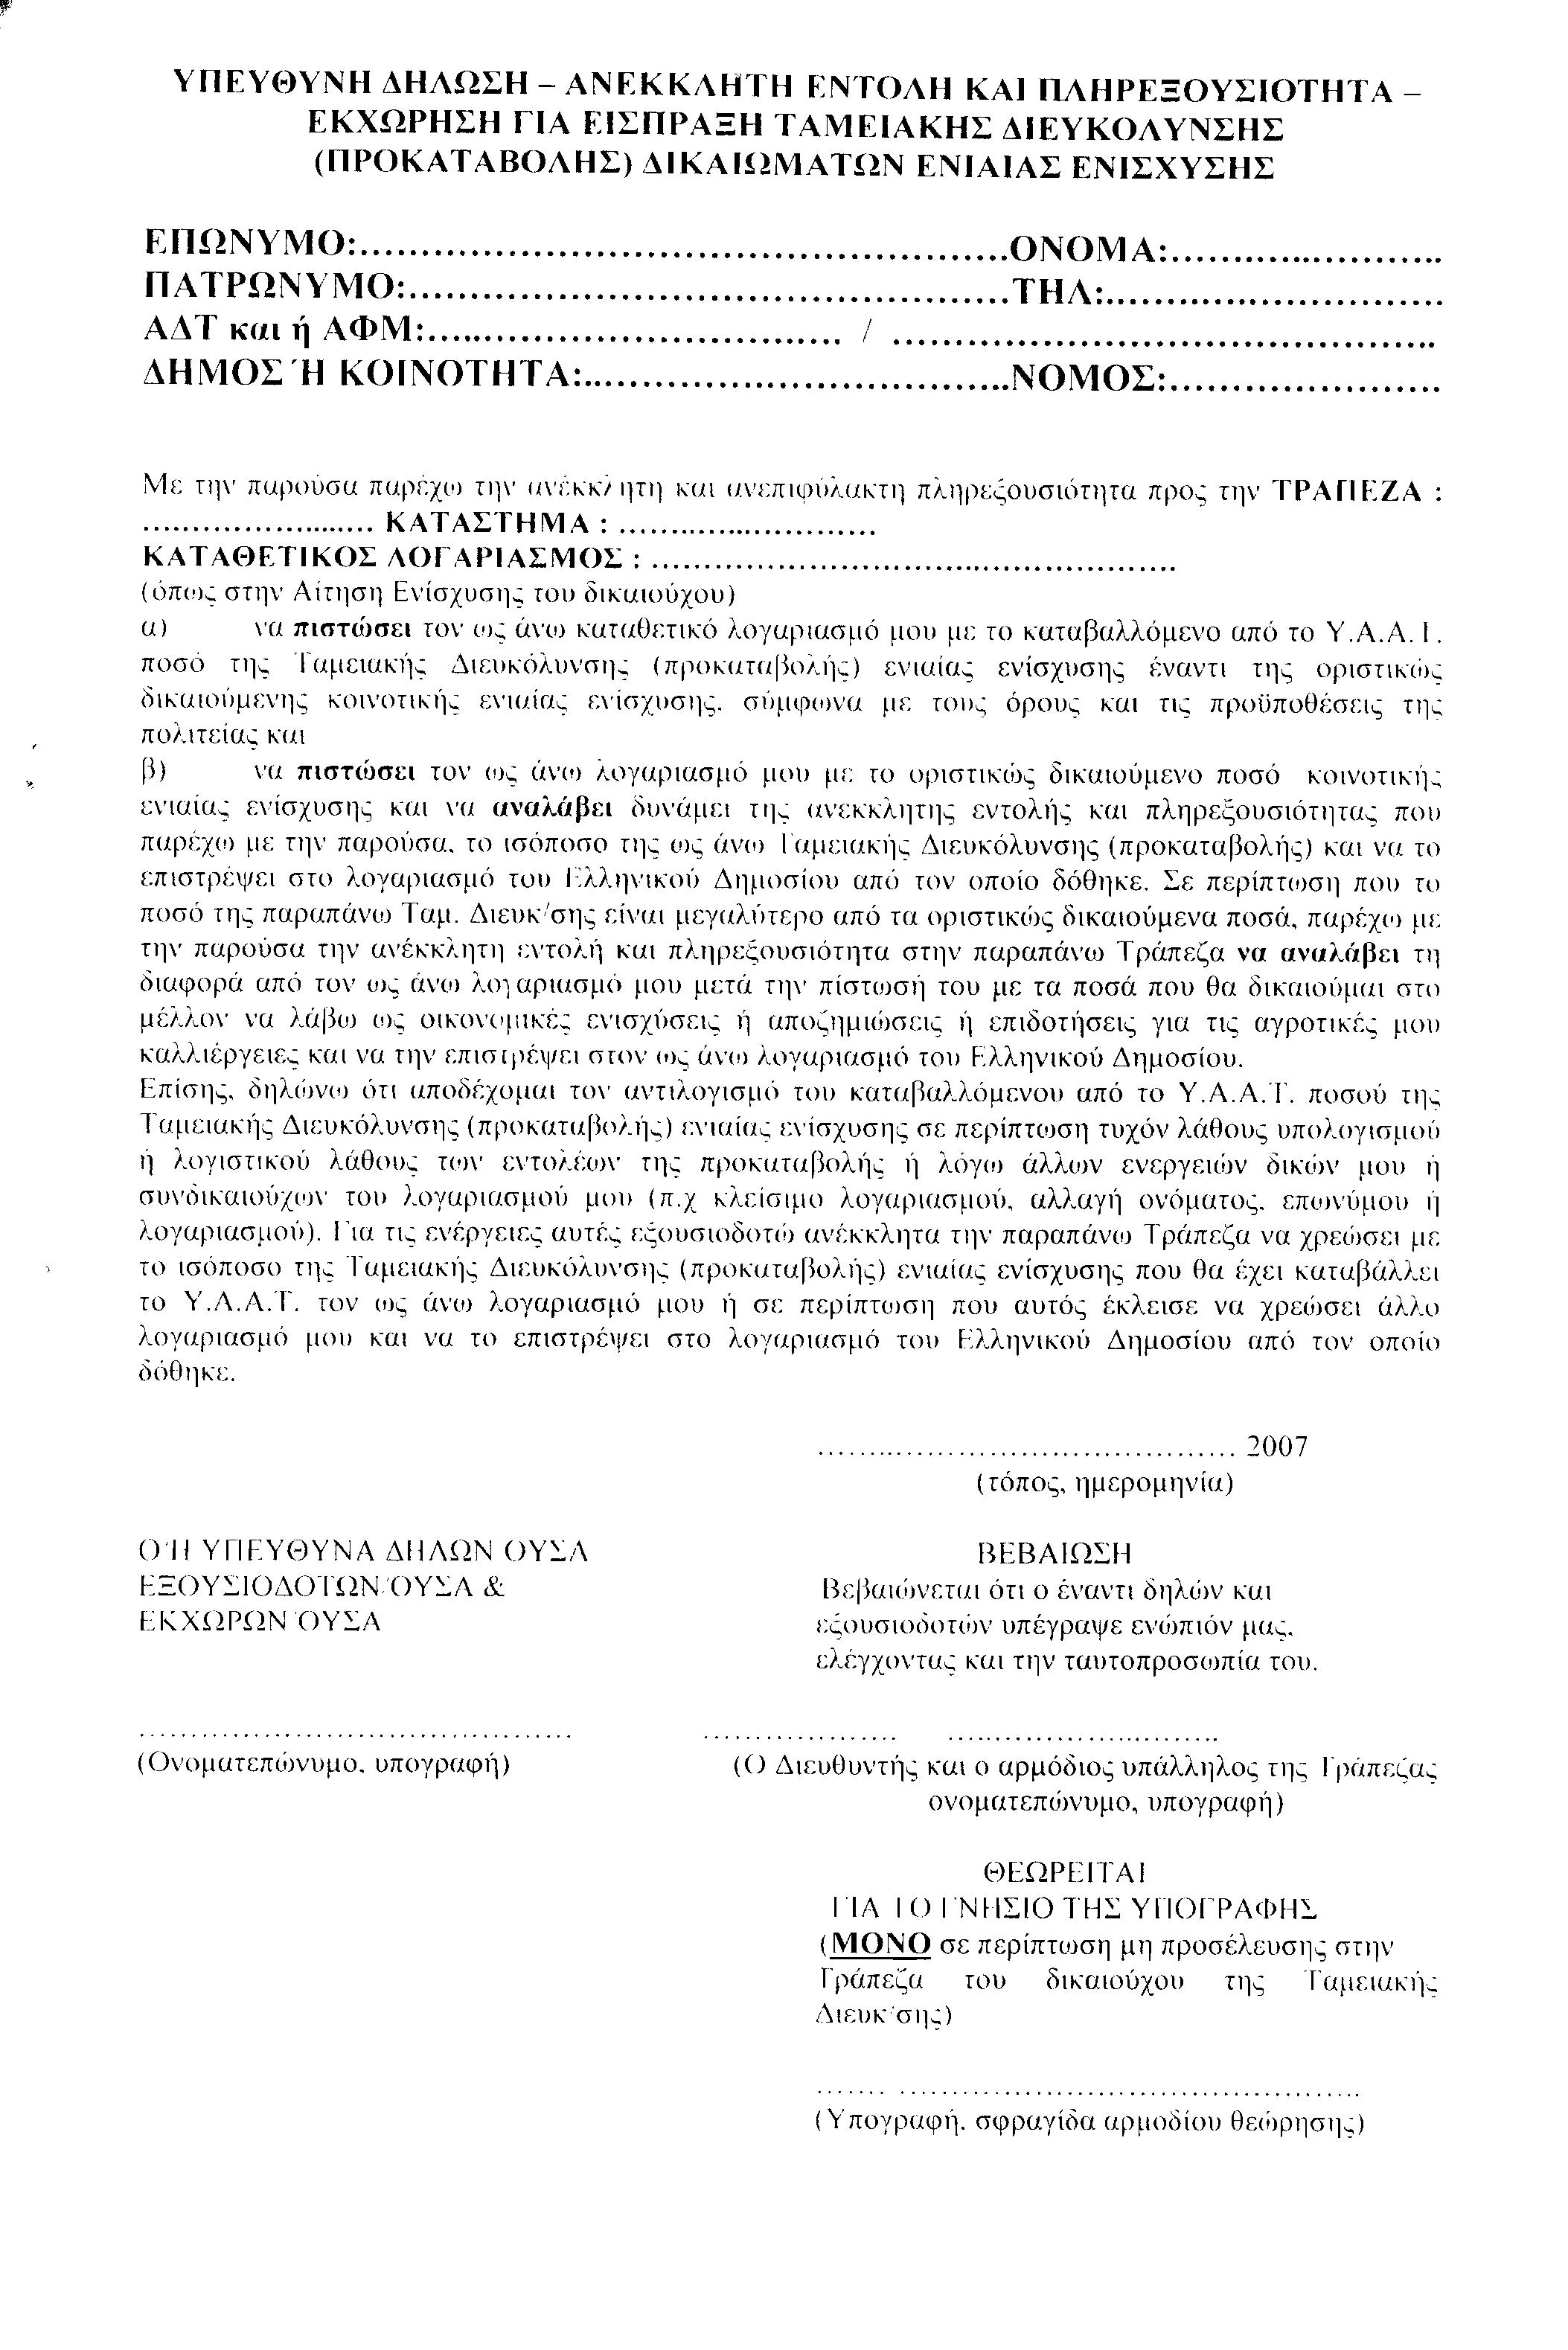 ΥΠΕΥΘΥΝΗ ΔΗΛΩΣΗ – ΑΝΕΚΚΛΗΤΗ ΕΝΤΟΛΗ ΚΑΙ ΠΛΗΡΕΞΟΥΣΙΟΤΗΤΑ –
ΕΚΧΩΡΗΣΗ ΓΙΑ ΕΙΣΠΡΑΞΗ ΤΑΜΕΙΑΚΗΣ ΔΙΕΥΚΟΛΥΝΣΗΣ
(ΠΡΟΚΑΤΑΒΟΛΗΣ) ΔΙΚΑΙΩΜΑΤΩΝ ΕΝΙΑΙΑΣ ΕΝΙΣΧΥΣΗΣ
ΕΠΩΝΥΜΟ:..................................................ΟΝΟΜΑ:..........................
ΠΑΤΡΩΝΥΜΟ:..............................................ΤΗΛ:................................
ΑΔΤ και ή ΑΦΜ:....................................... / ..................................................
ΔΗΜΟΣ Ή ΚΟΙΝΟΤΗΤΑ:.......................................ΝΟΜΟΣ:..........................
Με την παρούσα παρέχω την ανέκκλητη και ανεπιφύλακτη πληρεξουσιότητα προς την ΤΡΑΠΕΖΑ :
........................ ΚΑΤΑΣΤΗΜΑ : ...........................
ΚΑΤΑΘΕΤΙΚΟΣ ΛΟΓΑΡΙΑΣΜΟΣ : ......................................................
(όπως στην Αίτηση Ενίσχυσης του δικαιούχου)
α) να πιστώσει τον ως άνω καταθετικό λογαριασμό μου με το καταβαλλόμενο από το Υ.Α.Α.Τ.
ποσό της Ταμειακής Διευκόλυνσης (προκαταβολής) ενιαίας ενίσχυσης έναντι της οριστικώς
δικαιούμενης κοινοτικής ενιαίας ενίσχυσης, σύμφωνα με τους όρους και τις προϋποθέσεις της
πολιτείας και
β) να πιστώσει τον ως άνω λογαριασμό μου με το οριστικώς δικαιούμενο ποσό κοινοτικής
ενιαίας ενίσχυσης και να αναλάβει δυνάμει της ανεκκλητης εντολής και πληρεξουσιότητας που
παρέχω με την παρούσα, το ισόποσο της ως άνω Ταμειακής Διευκόλυνσης (προκαταβολής) και να το
επιστρέψει στο λογαριασμό του Ελληνικού Δημοσίου από τον οποίο δόθηκε. Σε περίπτωση που το
ποσό της παραπάνω Ταμ. Διευκ/σης είναι μεγαλύτερο από τα οριστικώς δικαιούμενα ποσά, παρέχω με
την παρούσα την ανέκκλητη εντολή και πληρεξουσιότητα στην παραπάνω Τράπεζα να αναλάβει τη
διαφορά από τον ως άνω λογαριασμό μου μετά την πίστωσή του με τα ποσά που θα δικαιούμαι στο
μέλλον να λάβω ως οικονομικές ενισχύσεις ή αποζημιώσεις ή επιδοτήσεις για τις αγροτικές μου
καλλιέργειες και να την επιστρέψει στον ως άνω λογαριασμό του Ελληνικού Δημοσίου.
Επίσης, δηλώνω ότι αποδέχομαι τον αντιλογισμό του καταβαλλόμενου από το Υ.Α.Α.Τ. ποσού της
Ταμειακής Διευκόλυνσης (προκαταβολής) ενιαίας ενίσχυσης σε περίπτωση τυχόν λάθους υπολογισμού
ή λογιστικού λάθους των εντολέων της προκαταβολής ή λόγω άλλων ενεργειών δικών μου ή
συνδικαιούχων του λογαριασμού μου (π.χ κλείσιμο λογαριασμού, αλλαγή ονόματος, επωνύμου ή
λογαριασμού). Για τις ενέργειες αυτές εξουσιοδοτώ ανέκκλητα την παραπάνω Τράπεζα να χρεώσει με
το ισόποσο της Ταμειακής Διευκόλυνσης (προκαταβολής) ενιαίας ενίσχυσης που θα έχει καταβάλλει
το Υ.Α.Α.Τ. τον ως άνω λογαριασμό μου ή σε περίπτωση που αυτός έκλεισε να χρεώσει άλλο
λογαριασμό μου και να το επιστρέψει στο λογαριασμό του Ελληνικού Δημοσίου από τον οποίο
δόθηκε.
.......................................... 2007
(τόπος, ημερομηνία)
Ο/Η ΥΠΕΥΘΥΝΑ ΔΗΛΩΝ ΟΥΣΑ
ΕΞΟΥΣΙΟΔΟΤΩΝ/ΟΥΣΑ &
ΕΚΧΩΡΩΝ/ΟΥΣΑ
ΒΕΒΑΙΩΣΗ
Βεβαιώνεται ότι ο έναντι δηλών και
εξουσιοδοτών υπέγραψε ενώπιόν μας,
ελέγχοντας και την ταυτοπροσωπία του.
.......................................... ................... ...........................
(Ονοματεπώνυμο, υπογραφή)
(Ο Διευθυντής και ο αρμόδιος υπάλληλος της Τράπεζας
ονοματεπώνυμο, υπογραφή)
ΘΕΩΡΕΙΤΑΙ
ΓΙΑ ΤΟ ΓΝΗΣΙΟ ΤΗΣ ΥΠΟΓΡΑΦΗΣ
(ΜΟΝΟ σε περίπτωση μη προσέλευσης στην
Τράπεζα του δικαιούχου της Ταμειακής
Διευκ/σης)
....... .............................................
(Υπογραφή, σφραγίδα αρμοδίου θεώρησης)